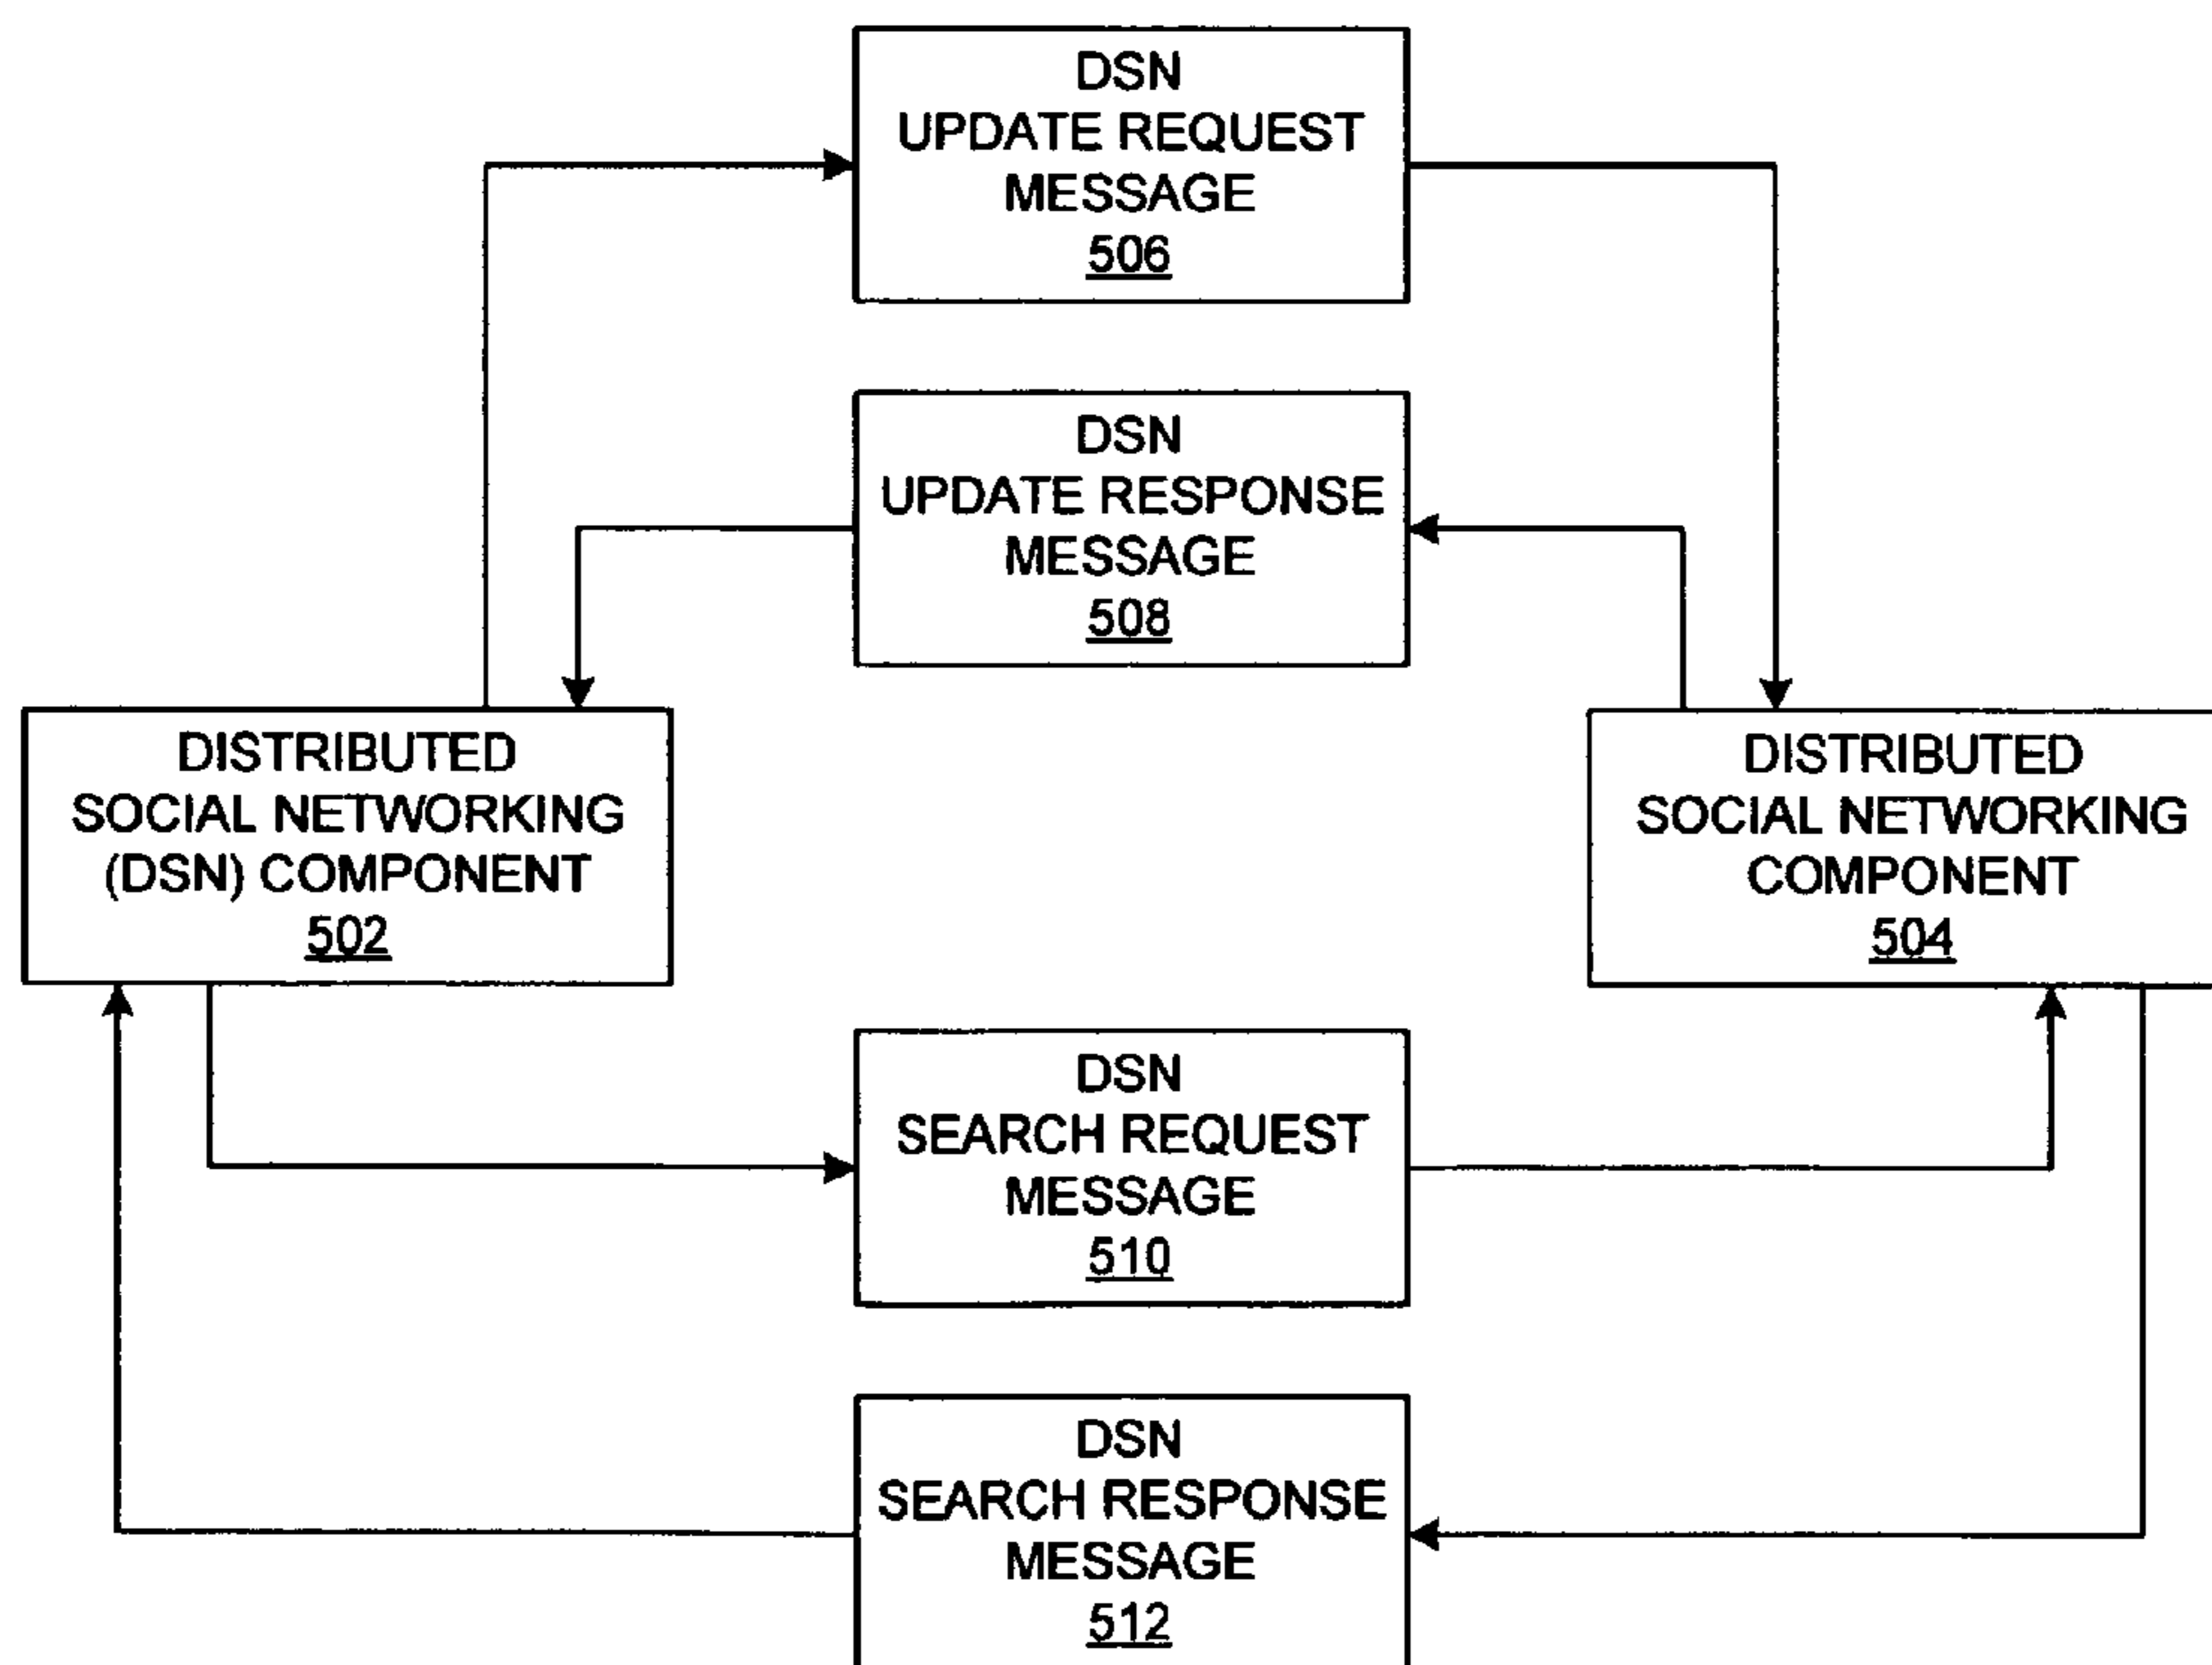 DSN
UPDATE REQUEST
MESSAGE
506
DSN
UPDATE RESPONSE
MESSAGE
508
DISTRIBUTED
SOCIAL NETWORKING
(DSN) COMPONENT
502
DISTRIBUTED
SOCIAL NETWORKING
COMPONENT
504
DSN
SEARCH REQUEST
MESSAGE
510
DSN
SEARCH RESPONSE
MESSAGE
512